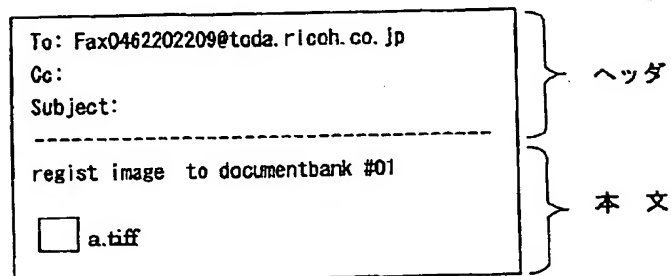 To: Fax0462202209@toda.ricoh.co.jp
Cc:
Subject:
ヘッダ
regist image to documentbank #01
a.tiff
本 文